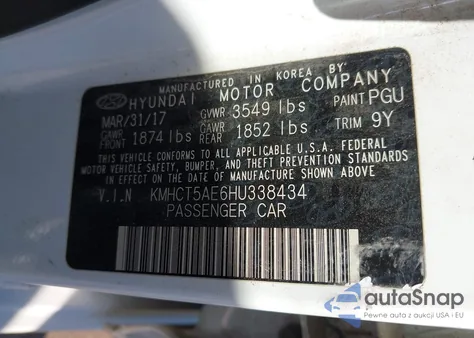 MANUFACTURED IN KOREA BY
HYUNDAI MOTOR COMPANY
MAR/31/17 GVWR 3549 lbs PAINT PGU
GAWR FRONT 1874 lbs GAWR 1852 lbs TRIM 9Y
THIS VEHICLE CONFORMS TO ALL APPLICABLE U.S.A. FEDERAL
MOTOR VEHICLE SAFETY, BUMPER, AND THEFT PREVENTION
STANDARDS IN EFFECT ON THE DATE OF MANUFACTURE SHOWN ABOVE.
V.I.N KMHCT5AE6HU338434
PASSENGER CAR
autoSnap
Pewne auta z aukcji USA i EU